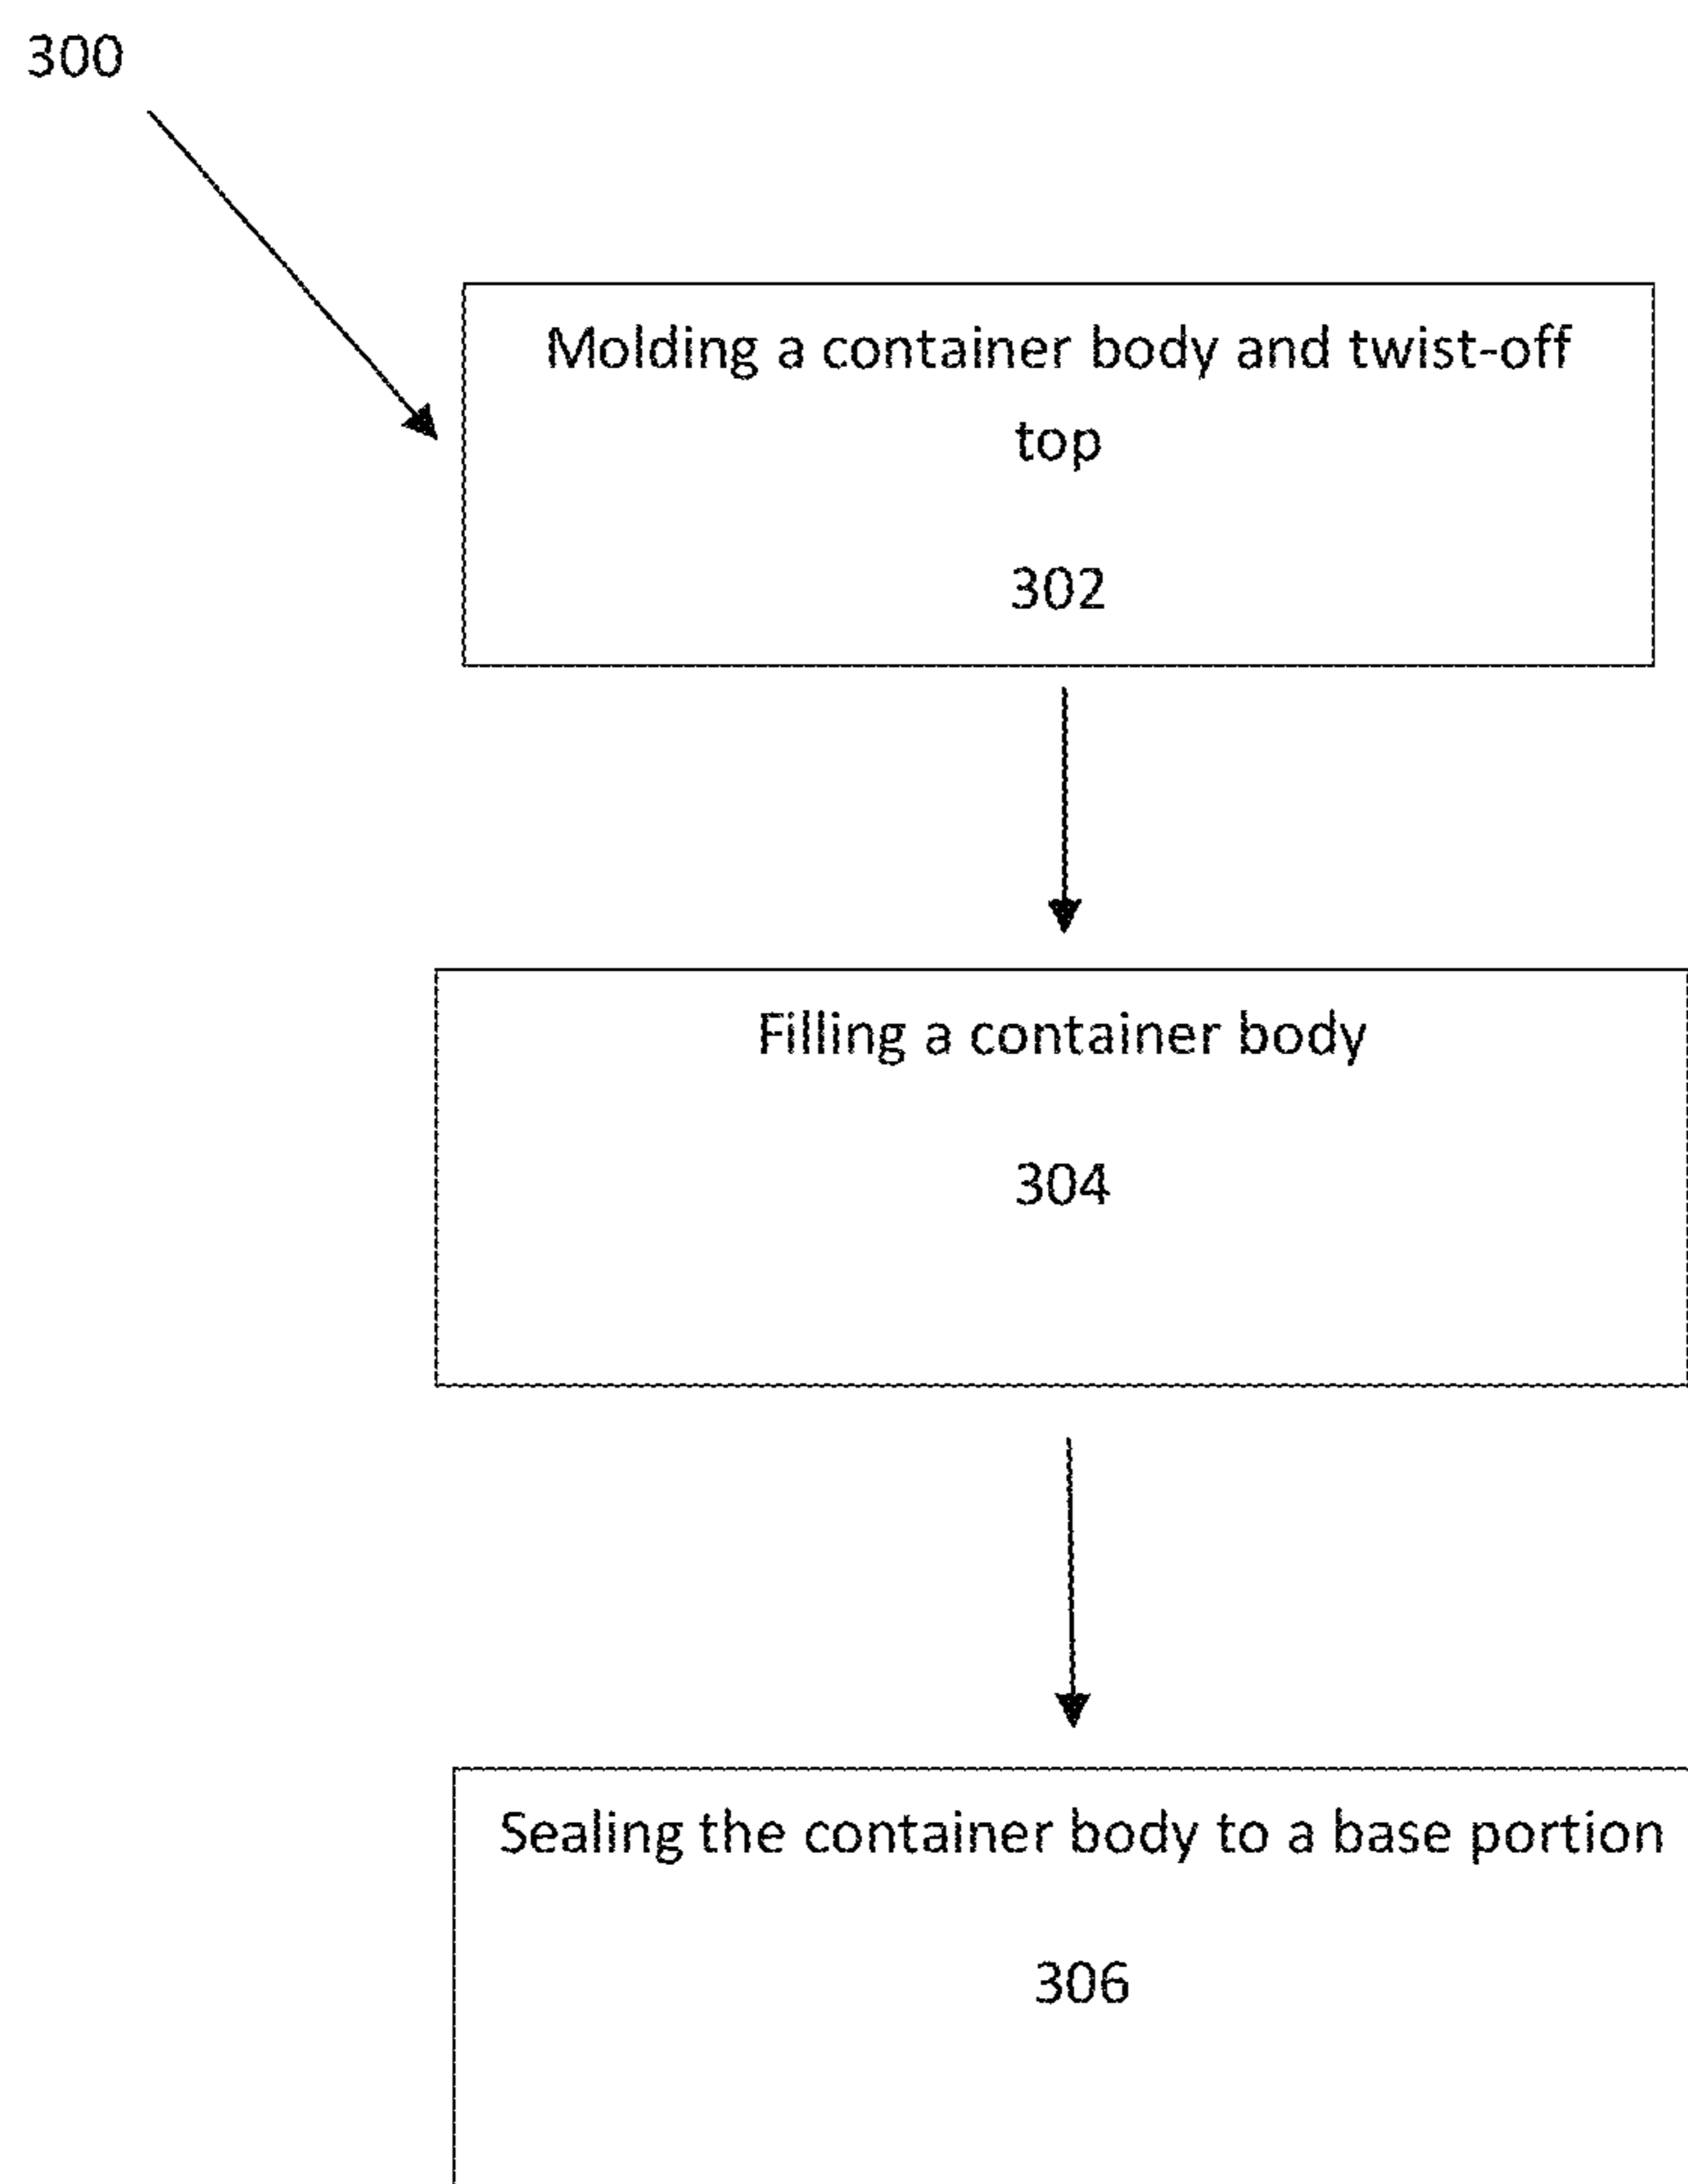 300
Molding a container body and twist-off
top
302
Filling a container body
304
Sealing the container body to a base portion
306